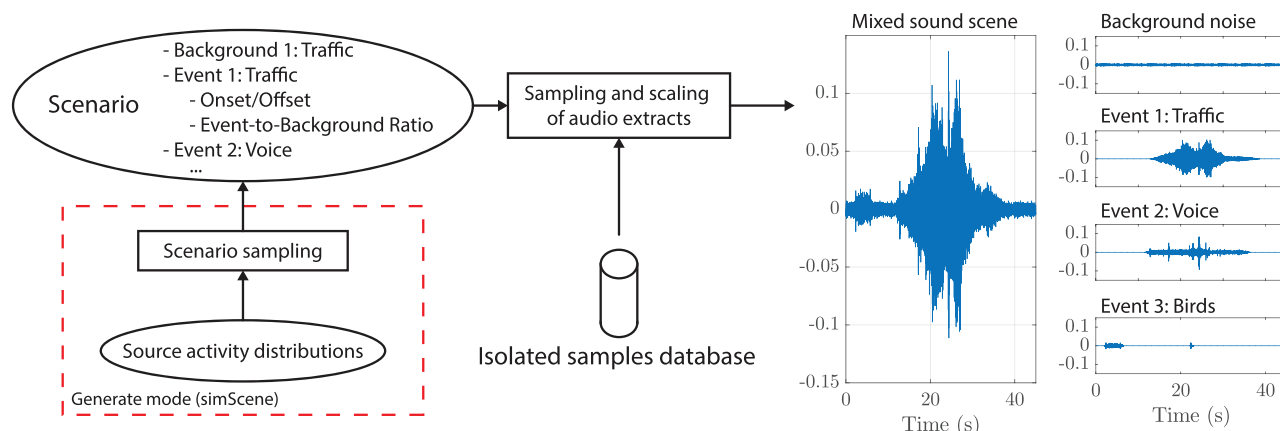 Scenario
- Background 1: Traffic
- Event 1: Traffic
- Onset/Offset
- Event-to-Background Ratio
- Event 2: Voice
...
Scenario sampling
Source activity distributions
Generate mode (simScene)
Sampling and scaling
of audio extracts
Isolated samples database
Mixed sound scene
0.1
0.05
0
-0.05
-0.1
-0.15
0
20
40
Time (s)
Background noise
0.1
0
-0.1
Event 1: Traffic
0.1
0
-0.1
Event 2: Voice
0.1
0
-0.1
Event 3: Birds
0.1
0
-0.1
0
20
40
Time (s)